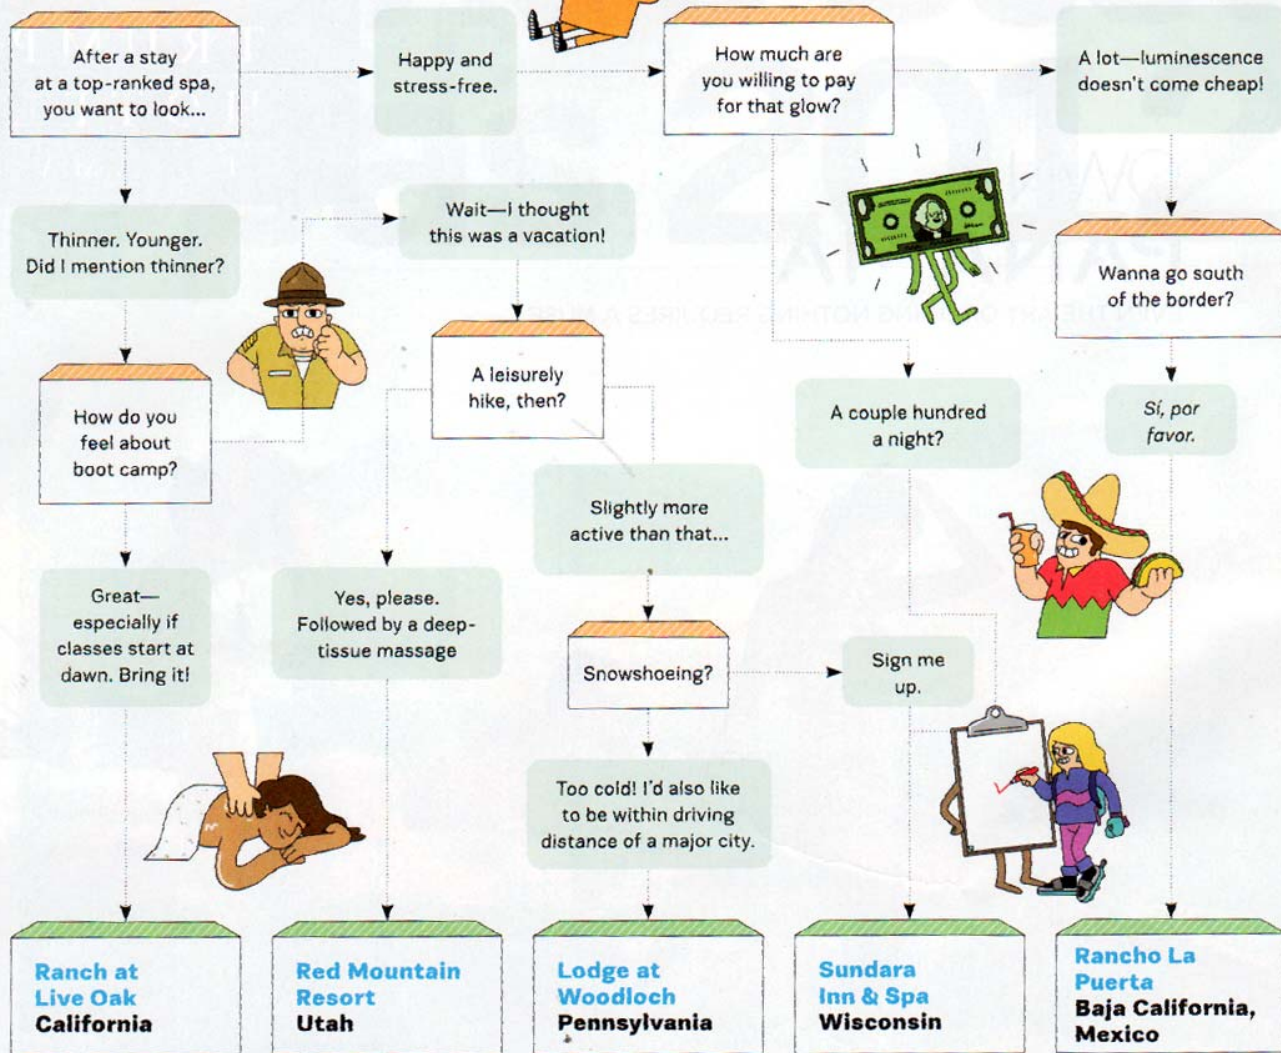 After a stay
at a top-ranked spa,
you want to look...
Happy and
stress-free.
How much are
you willing to pay
for that glow?
A lot—luminescence
doesn't come cheap!
Thinner. Younger.
Did I mention thinner?
Wait—I thought
this was a vacation!
Wanna go south
of the border?
How do you
feel about
boot camp?
A leisurely
hike, then?
A couple hundred
a night?
Sí, por
favor.
Slightly more
active than that...
Great—
especially if
classes start at
dawn. Bring it!
Yes, please.
Followed by a deep-
tissue massage
Snowshoeing?
Sign me
up.
Too cold! I'd also like
to be within driving
distance of a major city.
Ranch at
Live Oak
California
Red Mountain
Resort
Utah
Lodge at
Woodloch
Pennsylvania
Sundara
Inn & Spa
Wisconsin
Rancho La
Puerta
Baja California,
Mexico